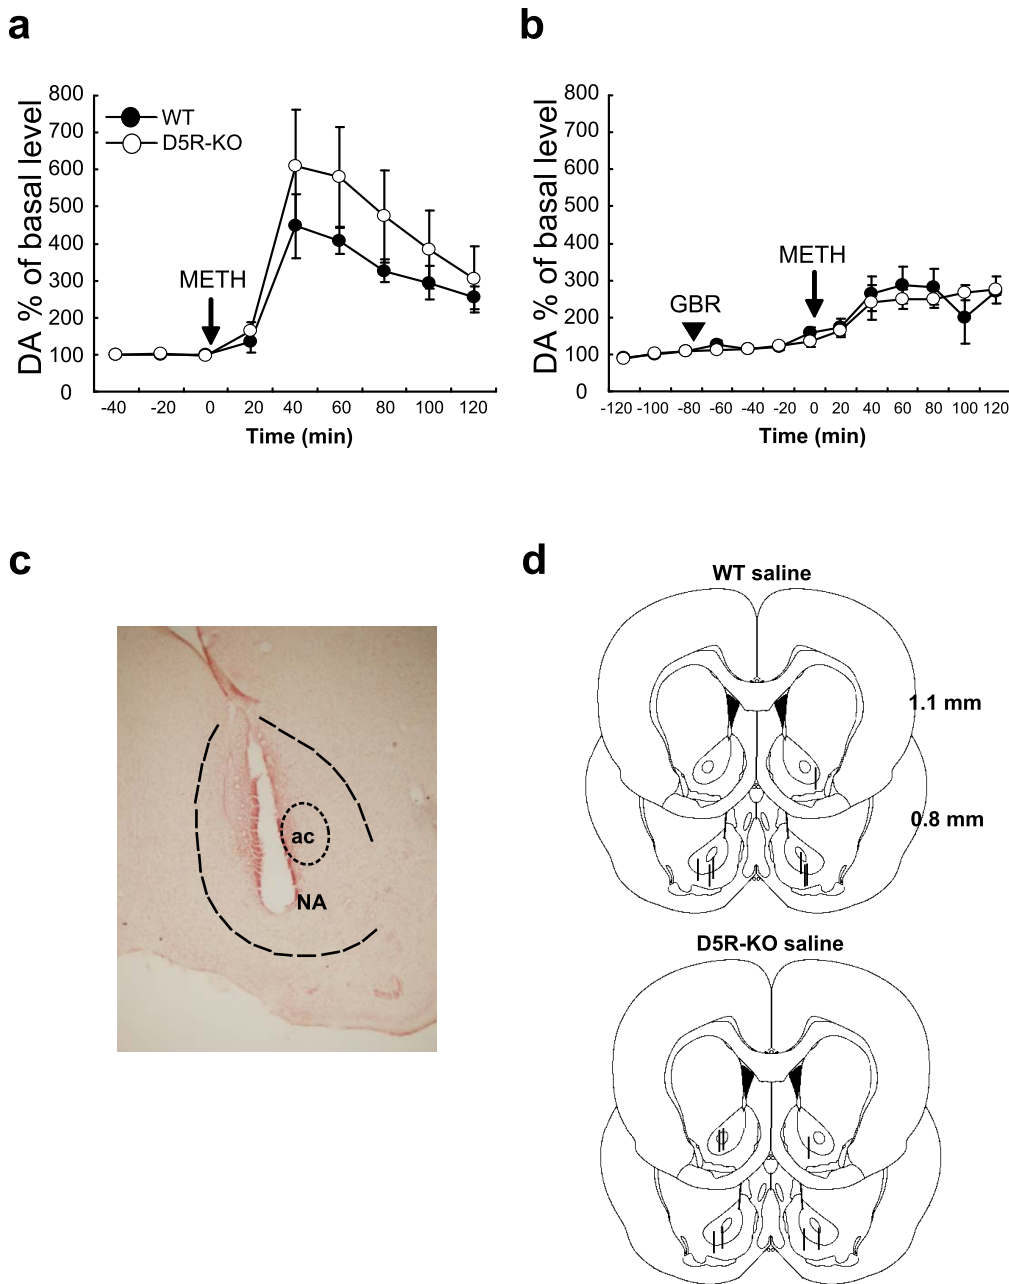 a
800
700
600
500
400
300
200
100
0
DA % of basal level
WT
D5R-KO
METH
-40 -20 0 20 40 60 80 100 120
Time (min)
b
800
700
600
500
400
300
200
100
0
DA % of basal level
GBR
METH
-120 -100 -80 -60 -40 -20 0 20 40 60 80 100 120
Time (min)
c
ac
NA
d
WT saline
1.1 mm
0.8 mm
D5R-KO saline